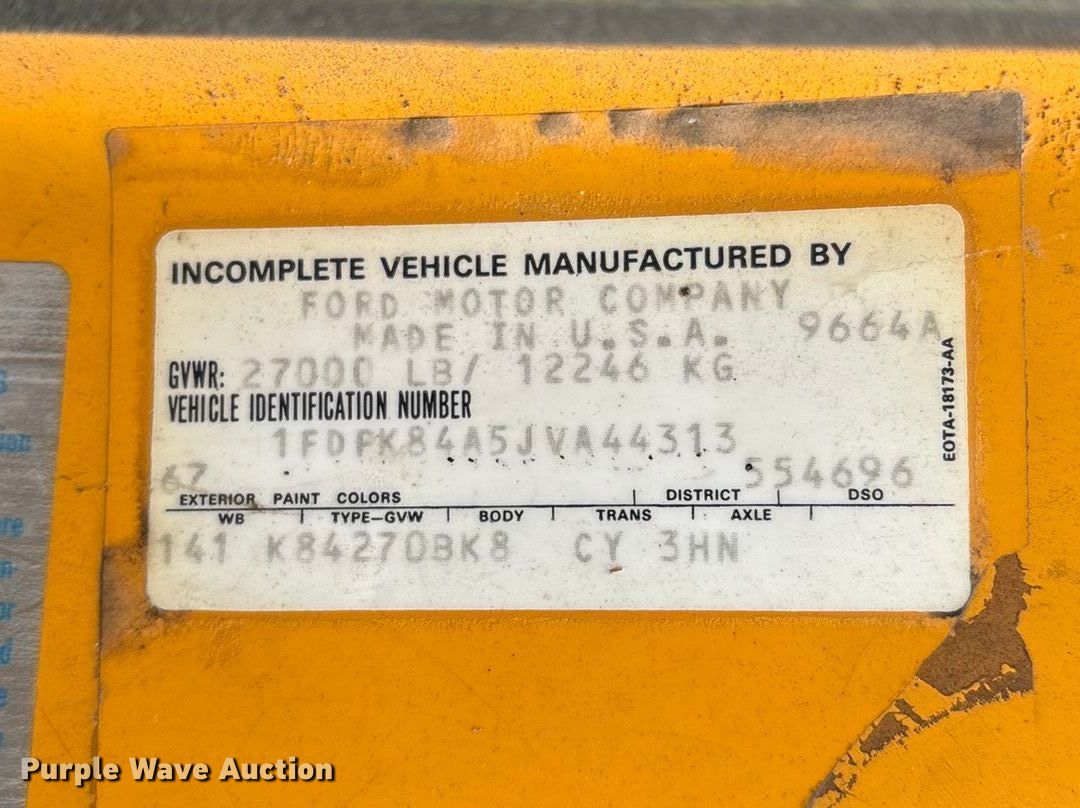 INCOMPLETE VEHICLE MANUFACTURED BY
FORD MOTOR COMPANY
MADE IN U.S.A. 9664A
GVWR: 27000 LB/ 12246 KG
VEHICLE IDENTIFICATION NUMBER
1FDPK84A5JVA44313
67 554696
EXTERIOR PAINT COLORS DISTRICT DSO
WB TYPE-GVW BODY TRANS AXLE
141 K84270BK8 CY 3HN
EOTA-18173-AA
Purple Wave Auction